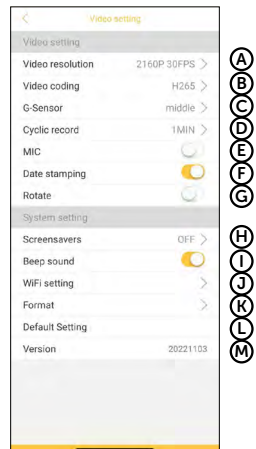 Video setting
Video setting
Video resolution 2160P 30FPS > A
Video coding H265 > B
G-Sensor middle > C
Cyclic record 1MIN > D
MIC E
Date stamping F
Rotate G
System setting
Screensavers OFF > H
Beep sound I
WiFi setting > J
Format > K
Default Setting L
Version 20221103 M